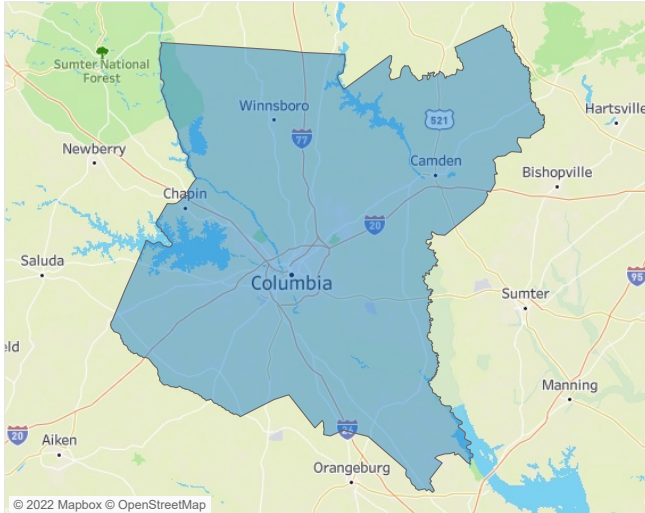 Sumter National
Forest
Winnsboro
77
521
Hartsville
Newberry
Camden
Bishopville
Chapin
20
Saluda
Columbia
95
Sumter
eld
Manning
20
Aiken
26
Orangeburg
© 2022 Mapbox © OpenStreetMap